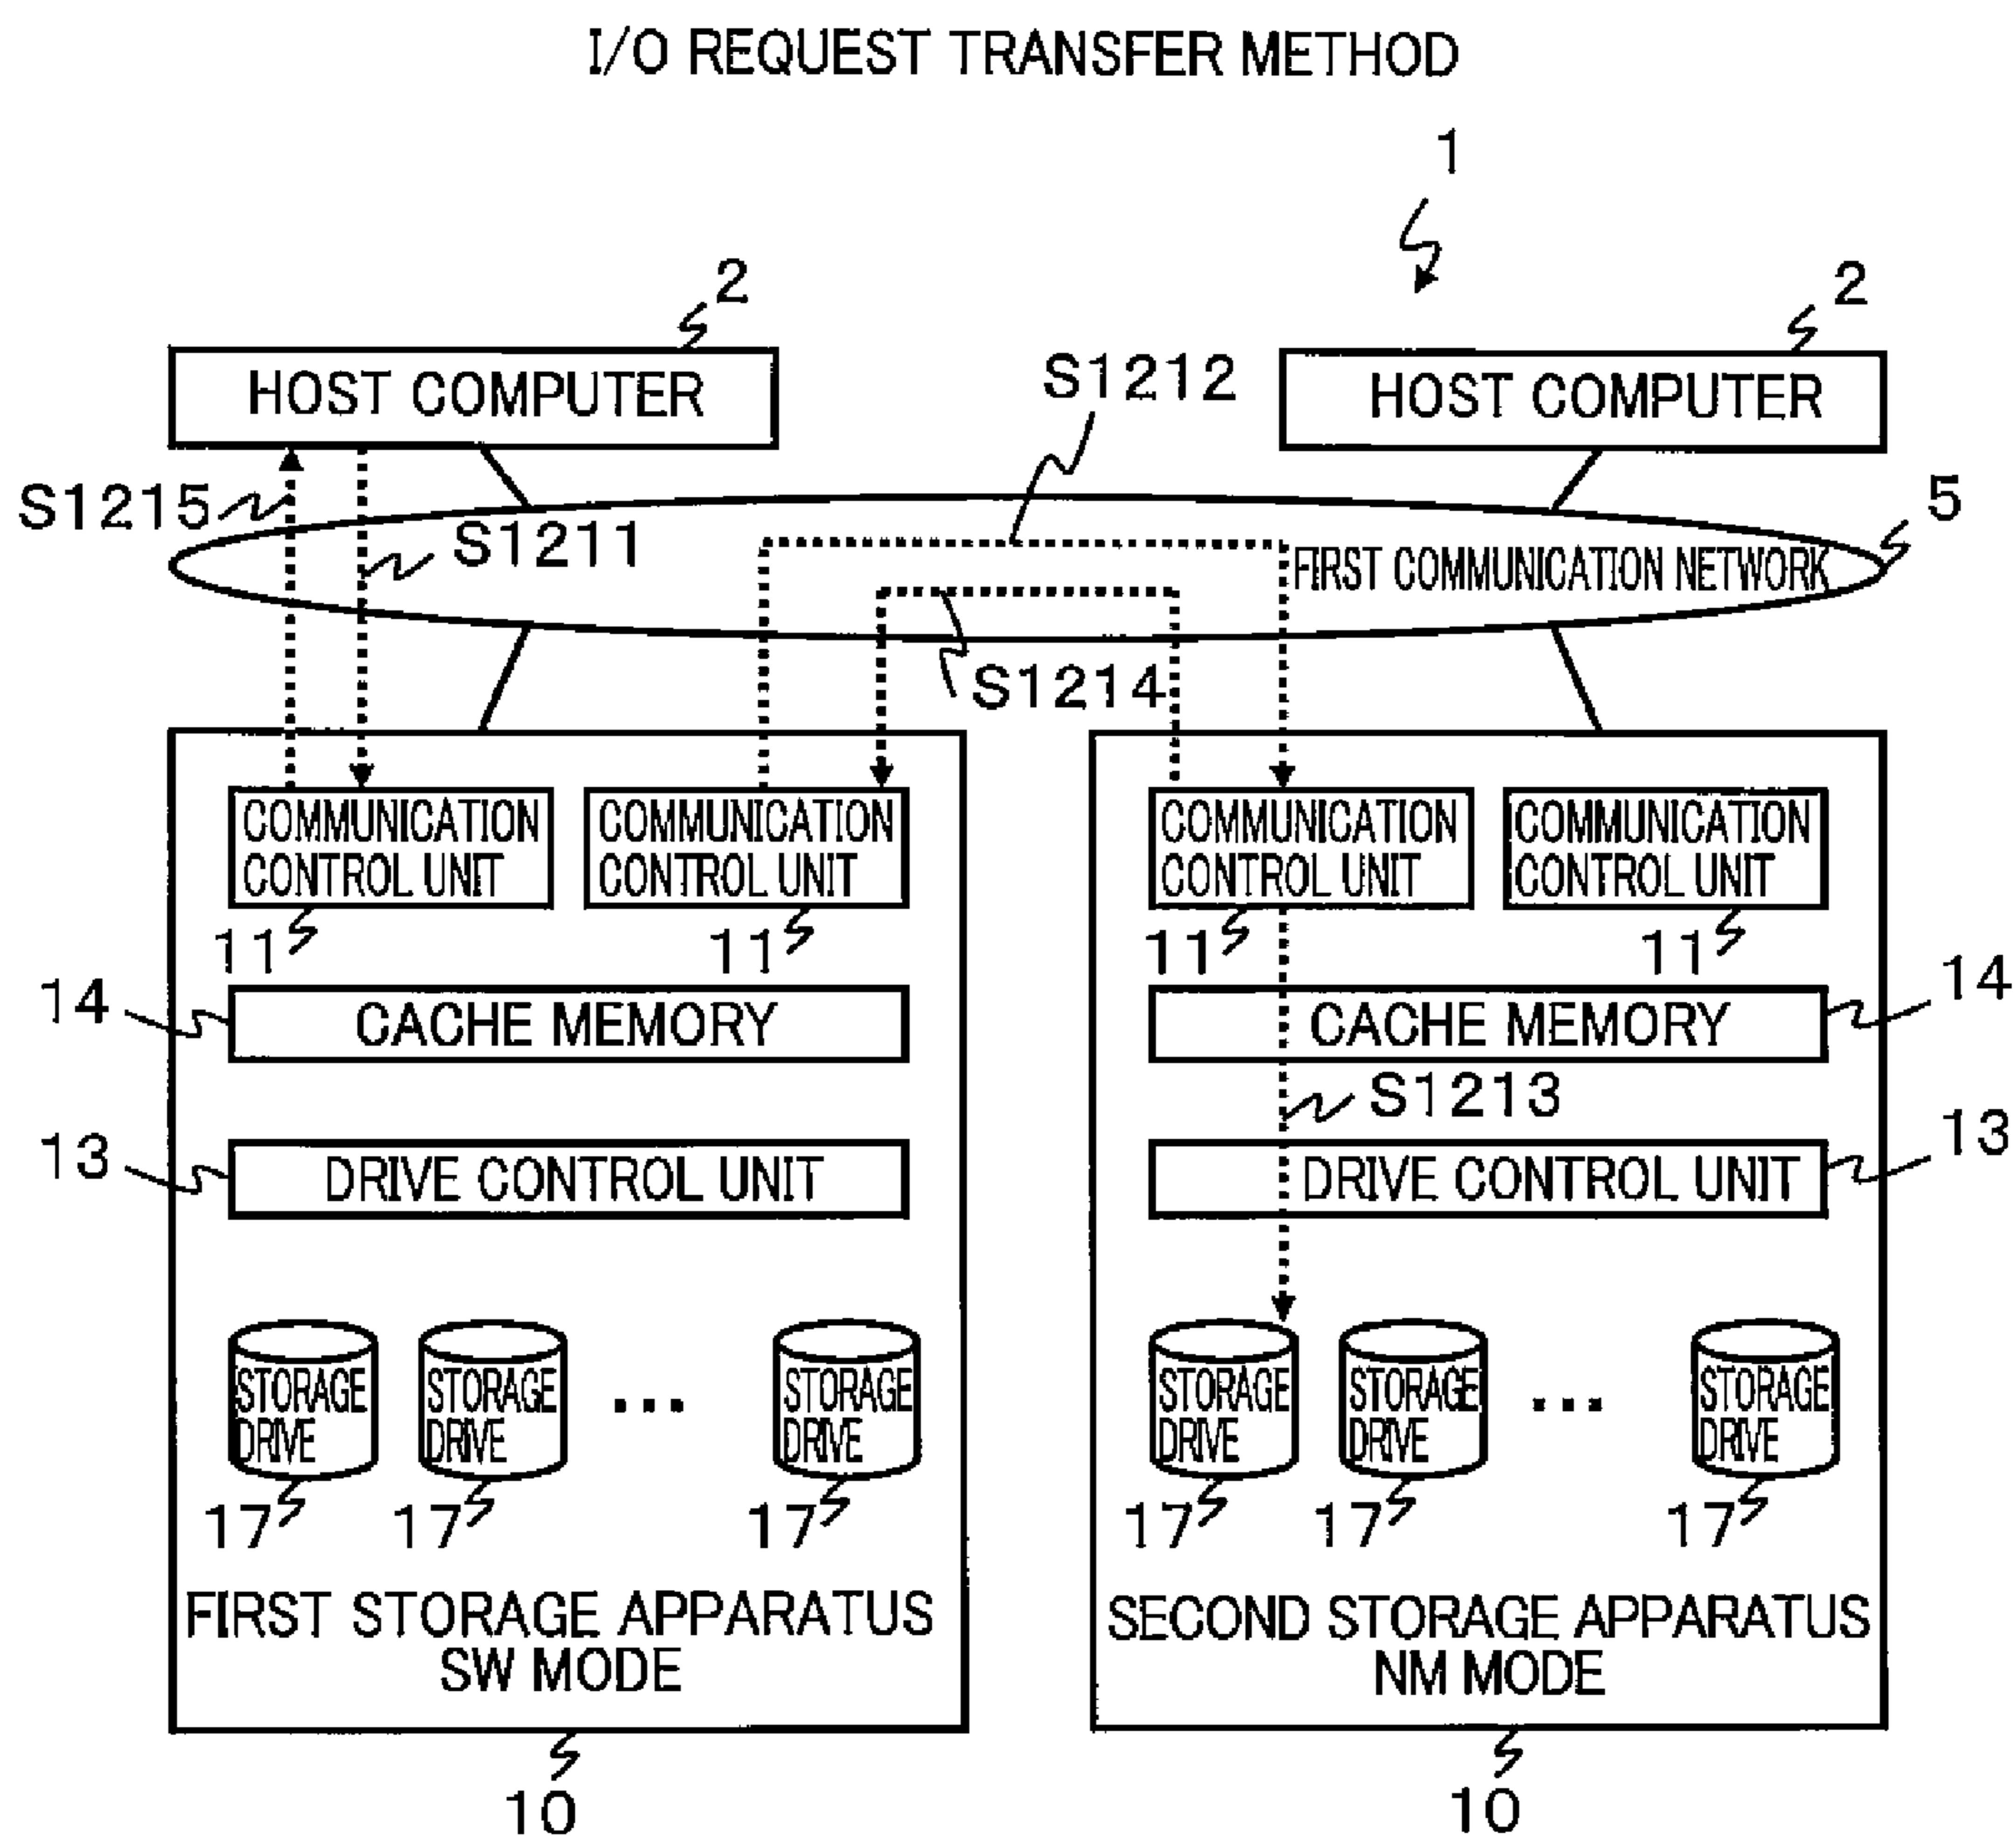 I/O REQUEST TRANSFER METHOD
1
2
2
HOST COMPUTER
S1212
HOST COMPUTER
S1215
S1211
5
FIRST COMMUNICATION NETWORK
S1214
COMMUNICATION
CONTROL UNIT
COMMUNICATION
CONTROL UNIT
COMMUNICATION
CONTROL UNIT
COMMUNICATION
CONTROL UNIT
11
11
11
11
14
CACHE MEMORY
CACHE MEMORY
14
S1213
13
DRIVE CONTROL UNIT
DRIVE CONTROL UNIT
13
STORAGE
DRIVE
STORAGE
DRIVE
...
STORAGE
DRIVE
STORAGE
DRIVE
STORAGE
DRIVE
...
STORAGE
DRIVE
17
17
17
17
17
17
FIRST STORAGE APPARATUS
SW MODE
SECOND STORAGE APPARATUS
NM MODE
10
10